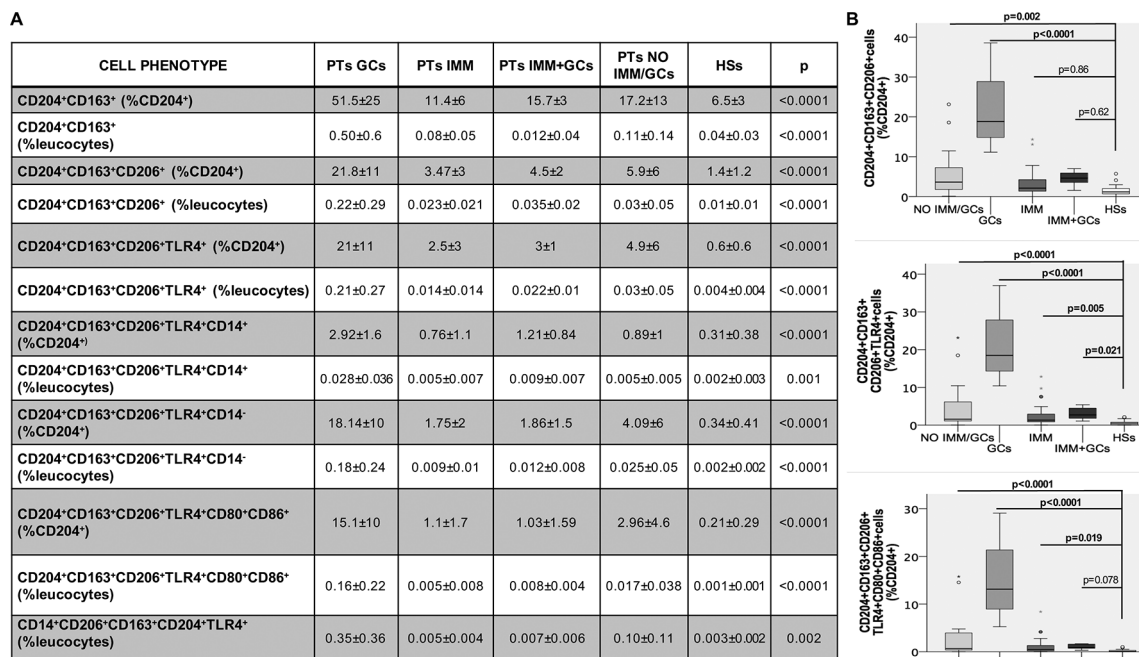 A
CELL PHENOTYPE PTs GCs PTs IMM PTs IMM+GCs PTs NO IMM/GCs HSs p
CD204⁺CD163⁺ (%CD204⁺) 51.5±25 11.4±6 15.7±3 17.2±13 6.5±3 <0.0001
CD204⁺CD163⁺ (%leucocytes) 0.50±0.6 0.08±0.05 0.012±0.04 0.11±0.14 0.04±0.03 <0.0001
CD204⁺CD163⁺CD206⁺ (%CD204⁺) 21.8±11 3.47±3 4.5±2 5.9±6 1.4±1.2 <0.0001
CD204⁺CD163⁺CD206⁺ (%leucocytes) 0.22±0.29 0.023±0.021 0.035±0.02 0.03±0.05 0.01±0.01 <0.0001
CD204⁺CD163⁺CD206⁺TLR4⁺ (%CD204⁺) 21±11 2.5±3 3±1 4.9±6 0.6±0.6 <0.0001
CD204⁺CD163⁺CD206⁺TLR4⁺ (%leucocytes) 0.21±0.27 0.014±0.014 0.022±0.01 0.03±0.05 0.004±0.004 <0.0001
CD204⁺CD163⁺CD206⁺TLR4⁺CD14⁺ (%CD204⁺⁾ 2.92±1.6 0.76±1.1 1.21±0.84 0.89±1 0.31±0.38 <0.0001
CD204⁺CD163⁺CD206⁺TLR4⁺CD14⁺ (%leucocytes) 0.028±0.036 0.005±0.007 0.009±0.007 0.005±0.005 0.002±0.003 0.001
CD204⁺CD163⁺CD206⁺TLR4⁺CD14⁻ (%CD204⁺) 18.14±10 1.75±2 1.86±1.5 4.09±6 0.34±0.41 <0.0001
CD204⁺CD163⁺CD206⁺TLR4⁺CD14⁻ (%leucocytes) 0.18±0.24 0.009±0.01 0.012±0.008 0.025±0.05 0.002±0.002 <0.0001
CD204⁺CD163⁺CD206⁺TLR4⁺CD80⁺CD86⁺ (%CD204⁺) 15.1±10 1.1±1.7 1.03±1.59 2.96±4.6 0.21±0.29 <0.0001
CD204⁺CD163⁺CD206⁺TLR4⁺CD80⁺CD86⁺ (%leucocytes) 0.16±0.22 0.005±0.008 0.008±0.004 0.017±0.038 0.001±0.001 <0.0001
CD14⁺CD206⁺CD163⁺CD204⁺TLR4⁺ (%leucocytes) 0.35±0.36 0.005±0.004 0.007±0.006 0.10±0.11 0.003±0.002 0.002
B
p=0.002
p<0.0001
p=0.86
p=0.62
CD204+CD163+CD206+cells
(%CD204+)
40
30
20
10
0
NO IMM/GCs GCs IMM IMM+GCs HSs
p<0.0001
p<0.0001
p=0.005
p=0.021
CD204+CD163+
CD206+TLR4+cells
(%CD204+)
40
30
20
10
0
NO IMM/GCs GCs IMM IMM+GCs HSs
p<0.0001
p<0.0001
p=0.019
p=0.078
CD204+CD163+CD206+
TLR4+CD80+CD86+cells
(%CD204+)
30
20
10
0